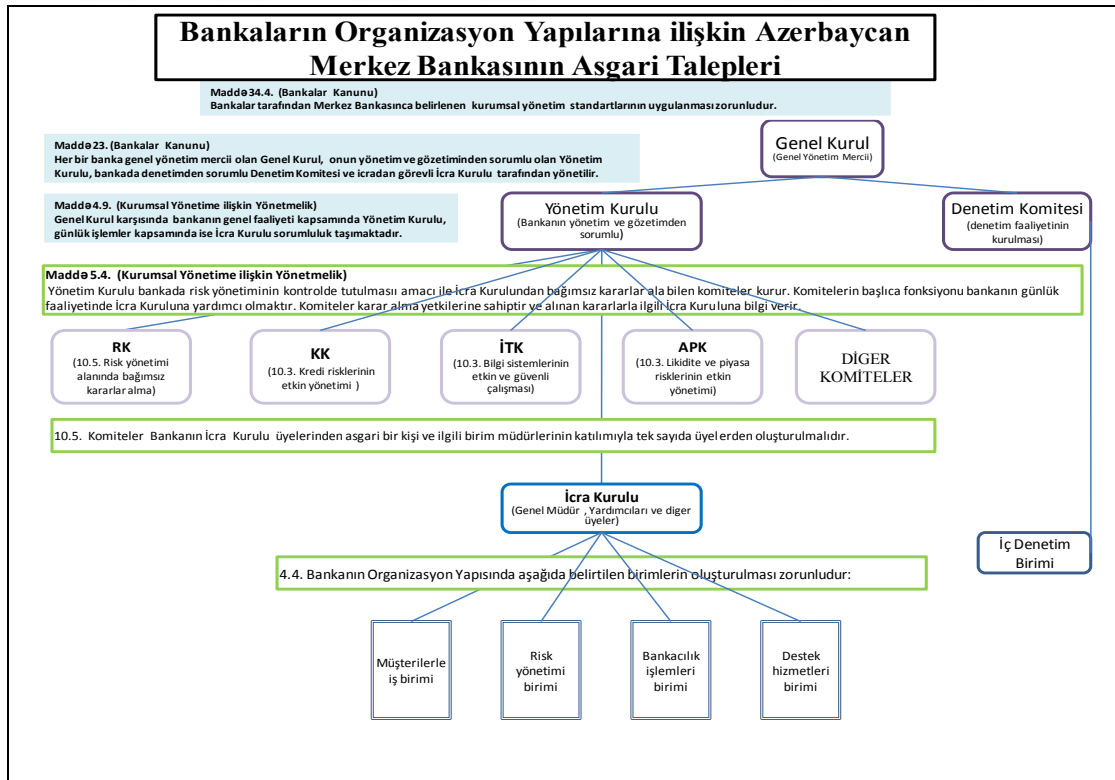 Bankaların Organizasyon Yapılarına ilişkin Azerbaycan
Merkez Bankasının Asgari Talepleri
Maddə 34.4. (Bankalar Kanunu)
Bankalar tarafından Merkez Bankasınca belirlenen kurumsal yönetim standartlarının uygulanması zorunludur.
Maddə 23. (Bankalar Kanunu)
Her bir banka genel yönetim mercii olan Genel Kurul, onun yönetim ve gözetiminden sorumlu olan Yönetim
Kurulu, bankada denetimden sorumlu Denetim Komitesi ve icradan görevli İcra Kurulu tarafından yönetilir.
Genel Kurul
(Genel Yönetim Mercii)
Maddə 4.9. (Kurumsal Yönetime ilişkin Yönetmelik)
Genel Kurul karşısında bankanın genel faaliyeti kapsamında Yönetim Kurulu,
günlük işlemler kapsamında ise İcra Kurulu sorumluluk taşımaktadır.
Yönetim Kurulu
(Bankanın yönetim ve gözetimden
sorumlu)
Denetim Komitesi
(denetim faaliyetinin
kurulması)
Maddə 5.4. (Kurumsal Yönetime ilişkin Yönetmelik)
Yönetim Kurulu bankada risk yönetiminin kontrolde tutulması amacı ile İcra Kurulundan bağımsız kararlar ala bilen komiteler kurur. Komitelerin başlıca fonksiyonu bankanın günlük
faaliyetinde İcra Kuruluna yardımcı olmaktır. Komiteler karar alma yetkilerine sahiptir ve alınan kararlarla ilgili İcra Kuruluna bilgi verir.
RK
(10.5. Risk yönetimi
alanında bağımsız
kararlar alma)
KK
(10.3. Kredi risklerinin
etkin yönetimi )
İTK
(10.3. Bilgi sistemlerinin
etkin ve güvenli
çalışması)
APK
(10.3. Likidite ve piyasa
risklerinin etkin
yönetimi)
DİGER
KOMİTELER
10.5. Komiteler Bankanın İcra Kurulu üyelerinden asgari bir kişi ve ilgili birim müdürlerinin katılımıyla tek sayıda üyelerden oluşturulmalıdır.
İcra Kurulu
(Genel Müdür , Yardımcıları ve diger
üyeler)
İç Denetim
Birimi
4.4. Bankanın Organizasyon Yapısında aşağıda belirtilen birimlerin oluşturulması zorunludur:
Müşterilerle
iş birimi
Risk
yönetimi
birimi
Bankacılık
işlemleri
birimi
Destek
hizmetleri
birimi